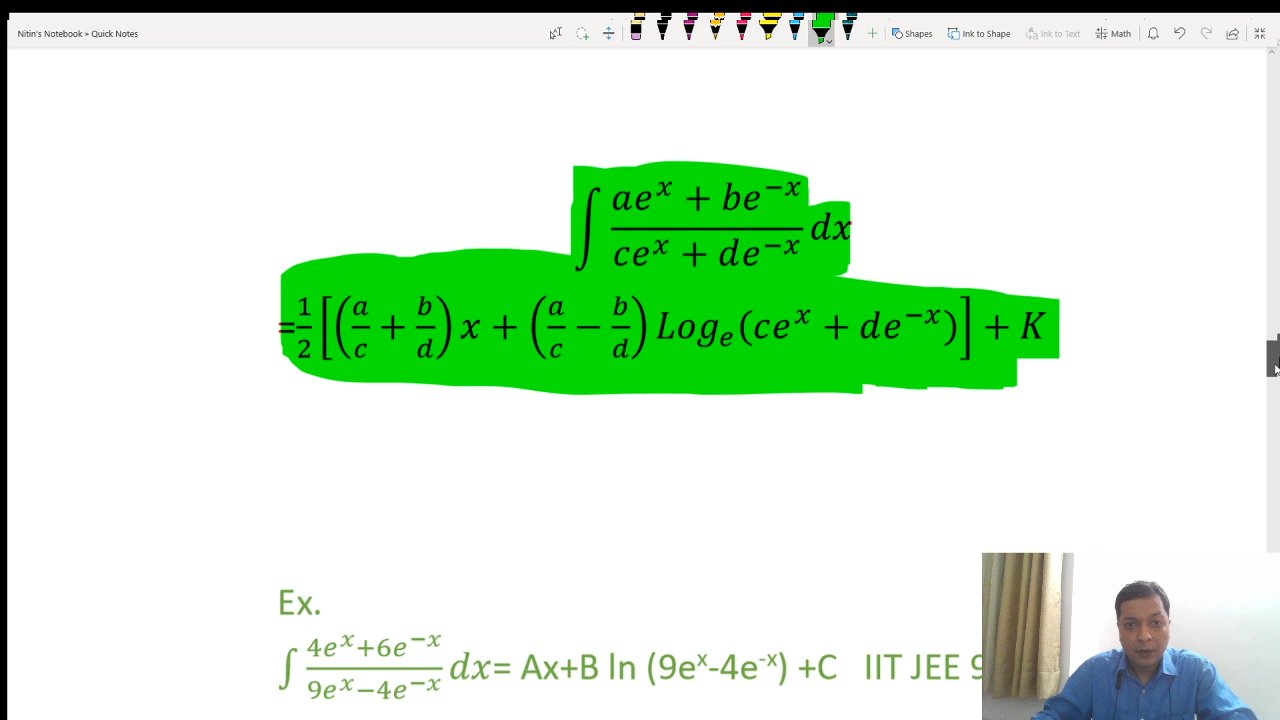 Nitin's Notebook » Quick Notes
Shapes Ink to Shape Ink to Text Math
∫ (ae^x + be^{-x})/(ce^x + de^{-x}) dx
=1/2 [(a/c + b/d) x + (a/c − b/d) Log_e(ce^x + de^{-x})] + K
Ex.
∫ (4e^x+6e^{-x})/(9e^x−4e^{-x}) dx= Ax+B ln (9e^x-4e^{-x}) +C IIT JEE